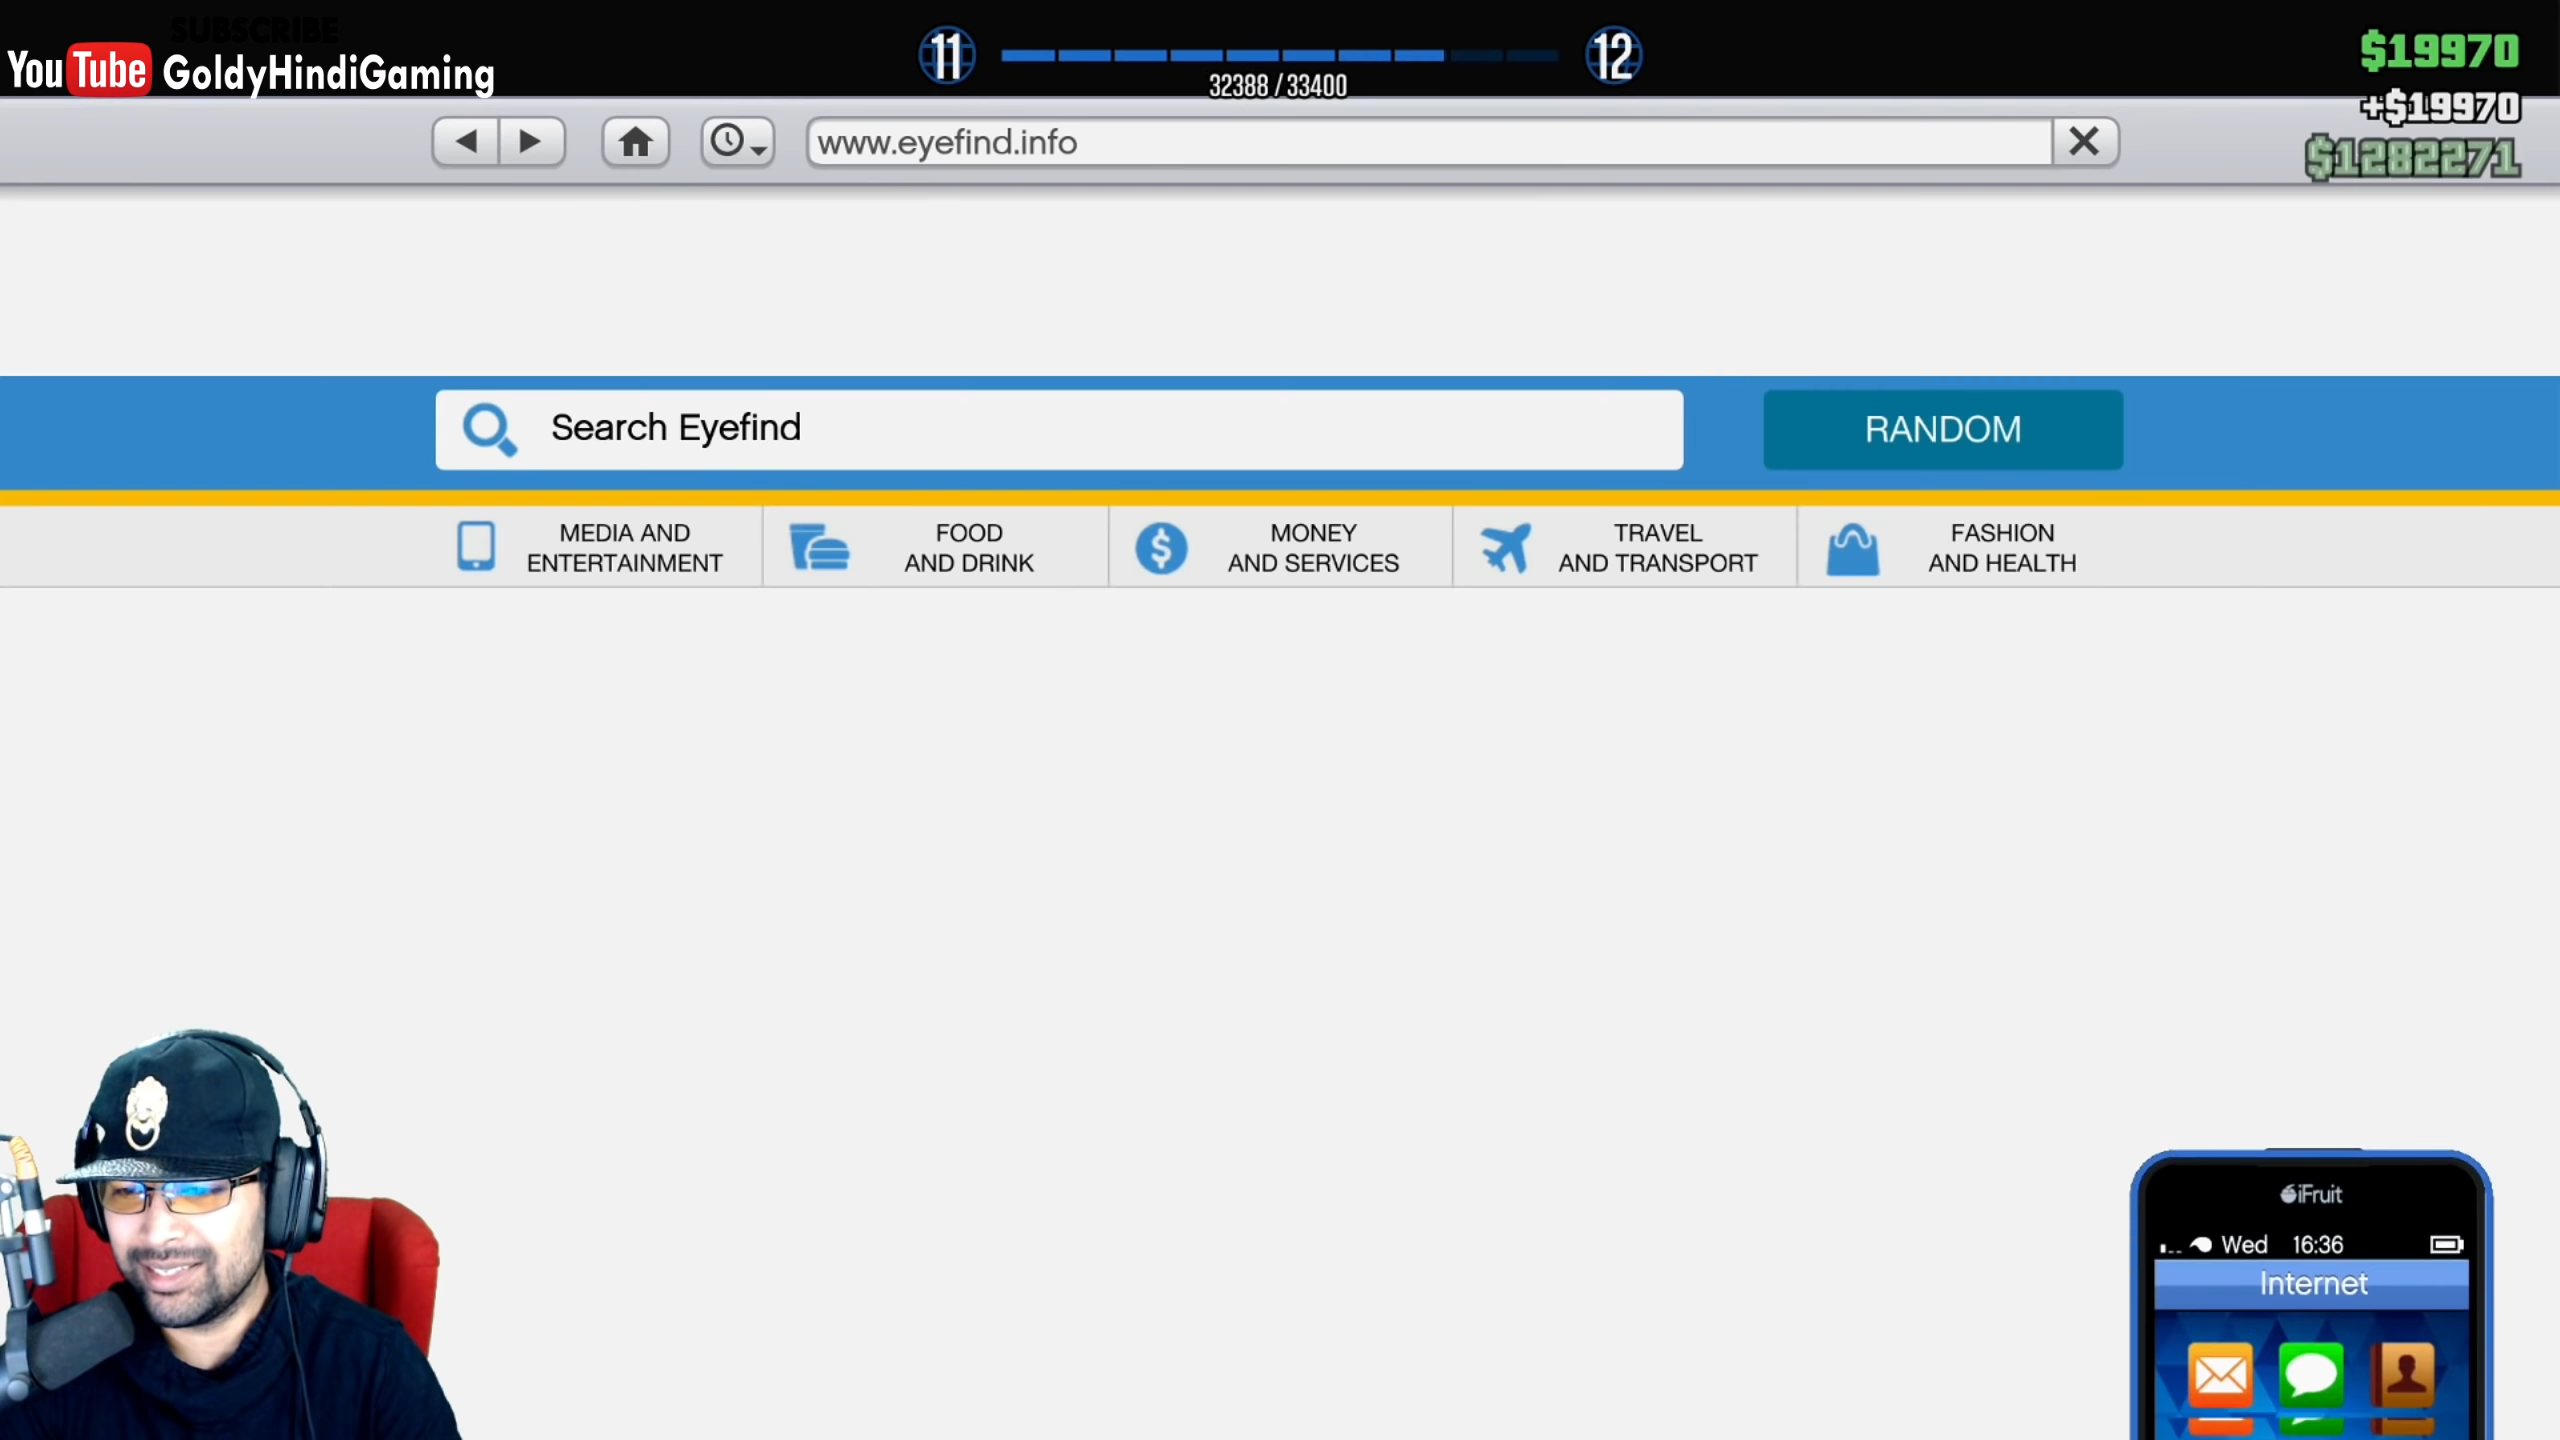 SUBSCRIBE
YouTube GoldyHindiGaming
11
12
32388 / 33400
$19970
+$19970
$1282271
www.eyefind.info
Search Eyefind
RANDOM
MEDIA AND
ENTERTAINMENT
FOOD
AND DRINK
MONEY
AND SERVICES
TRAVEL
AND TRANSPORT
FASHION
AND HEALTH
iFruit
Wed 16:36
Internet